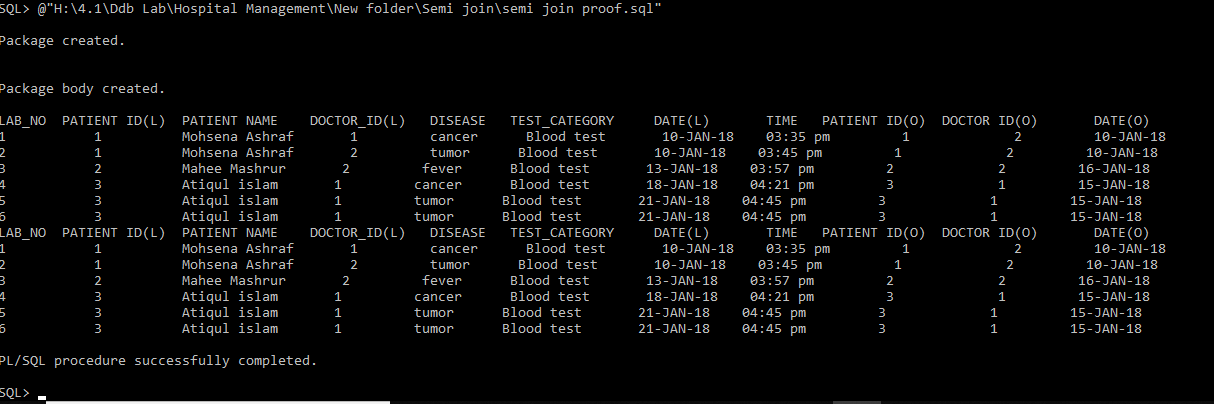 SQL> @"H:\4.1\Ddb Lab\Hospital Management\New folder\Semi join\semi join proof.sql"
Package created.
Package body created.
LAB_NO PATIENT ID(L) PATIENT NAME DOCTOR_ID(L) DISEASE TEST_CATEGORY DATE(L) TIME PATIENT ID(O) DOCTOR ID(O) DATE(O)
1 1 Mohsena Ashraf 1 cancer Blood test 10-JAN-18 03:35 pm 1 2 10-JAN-18
2 1 Mohsena Ashraf 2 tumor Blood test 10-JAN-18 03:45 pm 1 2 10-JAN-18
3 2 Mahee Mashrur 2 fever Blood test 13-JAN-18 03:57 pm 2 2 16-JAN-18
4 3 Atiqul islam 1 cancer Blood test 18-JAN-18 04:21 pm 3 1 15-JAN-18
5 3 Atiqul islam 1 tumor Blood test 21-JAN-18 04:45 pm 3 1 15-JAN-18
6 3 Atiqul islam 1 tumor Blood test 21-JAN-18 04:45 pm 3 1 15-JAN-18
LAB_NO PATIENT ID(L) PATIENT NAME DOCTOR_ID(L) DISEASE TEST_CATEGORY DATE(L) TIME PATIENT ID(O) DOCTOR ID(O) DATE(O)
1 1 Mohsena Ashraf 1 cancer Blood test 10-JAN-18 03:35 pm 1 2 10-JAN-18
2 1 Mohsena Ashraf 2 tumor Blood test 10-JAN-18 03:45 pm 1 2 10-JAN-18
3 2 Mahee Mashrur 2 fever Blood test 13-JAN-18 03:57 pm 2 2 16-JAN-18
4 3 Atiqul islam 1 cancer Blood test 18-JAN-18 04:21 pm 3 1 15-JAN-18
5 3 Atiqul islam 1 tumor Blood test 21-JAN-18 04:45 pm 3 1 15-JAN-18
6 3 Atiqul islam 1 tumor Blood test 21-JAN-18 04:45 pm 3 1 15-JAN-18
PL/SQL procedure successfully completed.
SQL>